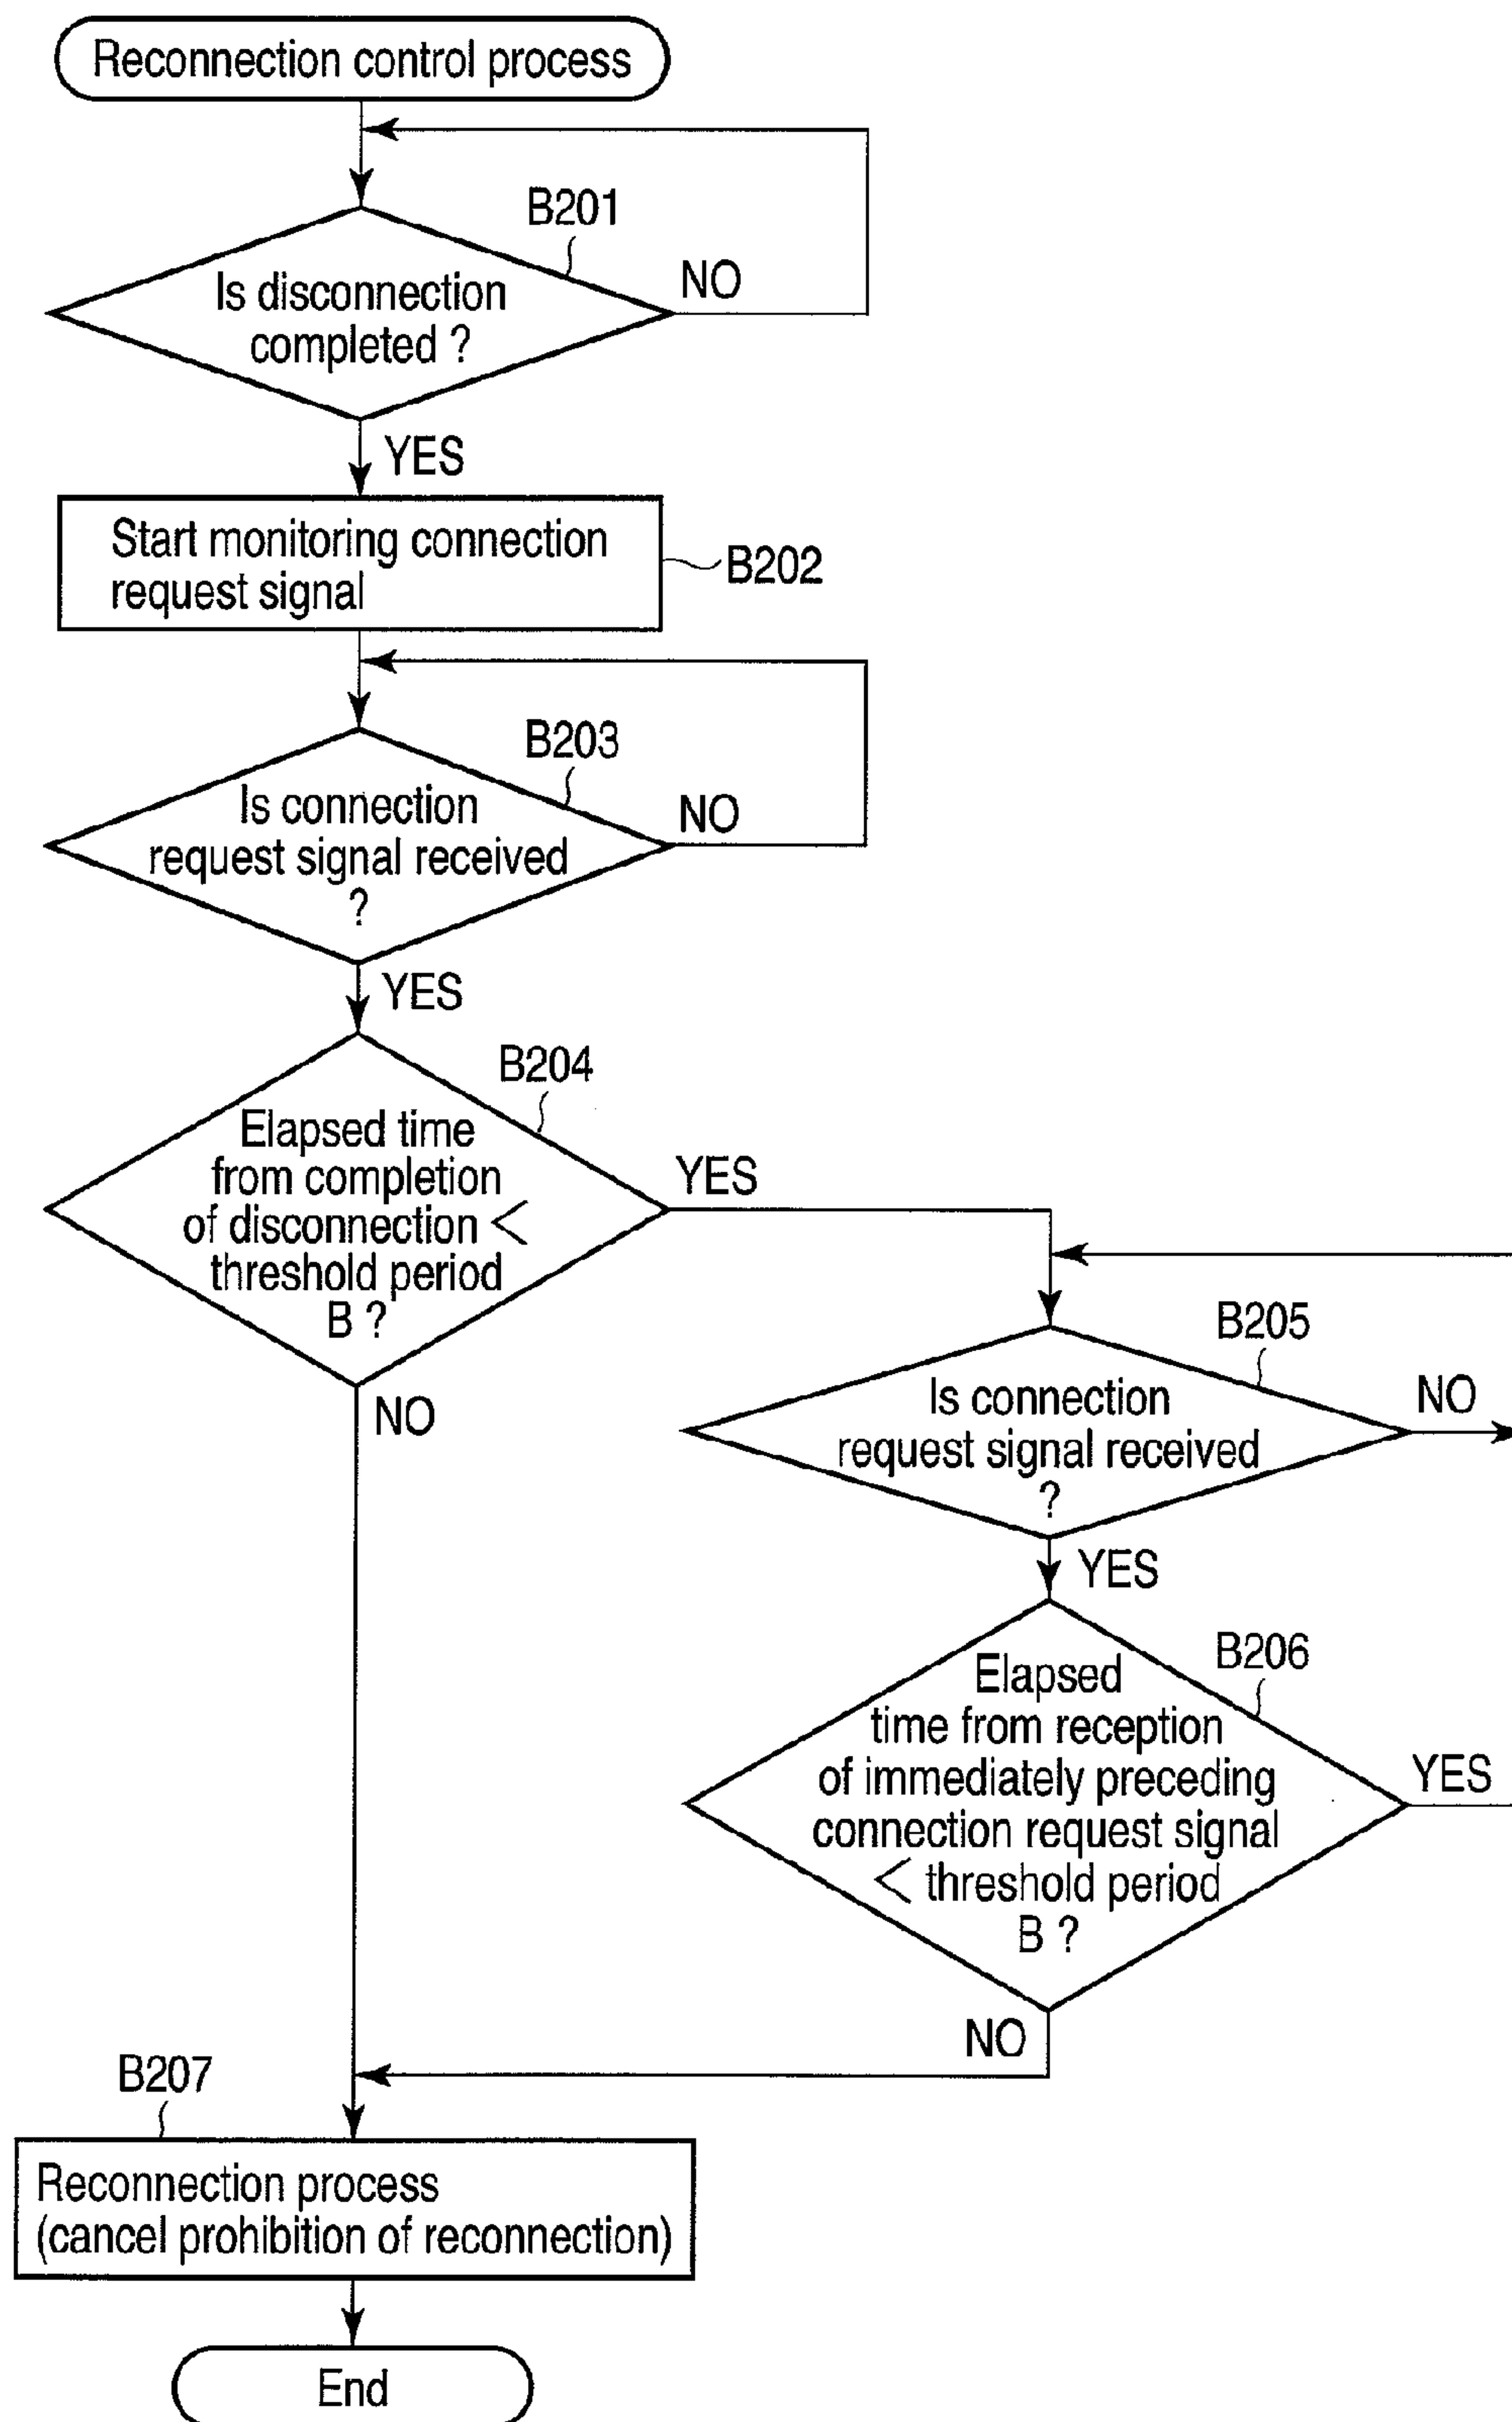 Reconnection control process
B201
Is disconnection
completed ?
NO
YES
Start monitoring connection
request signal
B202
B203
Is connection
request signal received
?
NO
YES
B204
Elapsed time
from completion
of disconnection <
threshold period
B ?
YES
NO
B205
Is connection
request signal received
?
NO
YES
B206
Elapsed
time from reception
of immediately preceding
connection request signal
< threshold period
B ?
YES
NO
B207
Reconnection process
(cancel prohibition of reconnection)
End